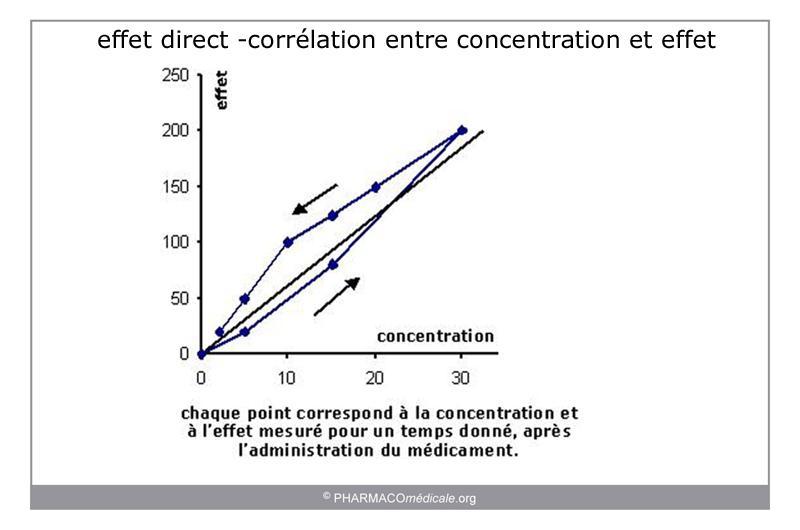 effet direct -corrélation entre concentration et effet
250
effet
200
150
100
50
concentration
0
0 10 20 30
chaque point correspond à la concentration et
à l'effet mesuré pour un temps donné, après
l'administration du médicament.
© PHARMACOmédicale.org